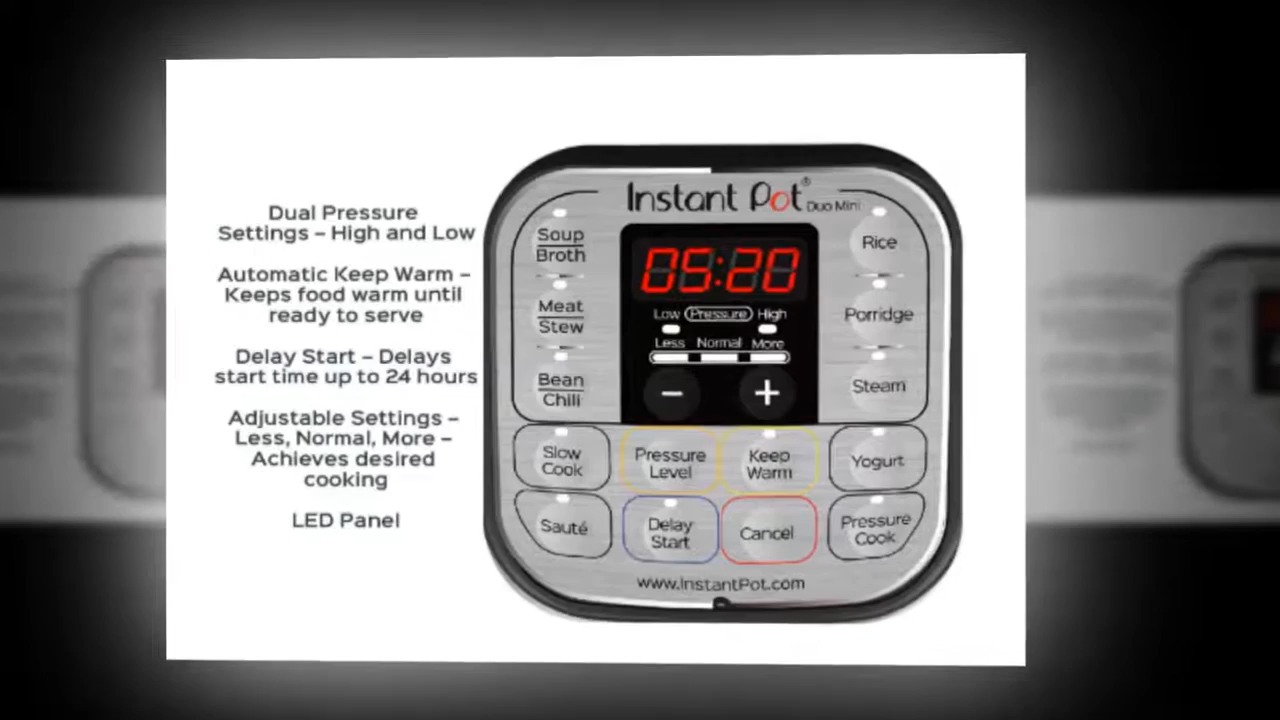 Dual Pressure
Settings – High and Low
Automatic Keep Warm –
Keeps food warm until
ready to serve
Delay Start – Delays
start time up to 24 hours
Adjustable Settings –
Less, Normal, More –
Achieves desired
cooking
LED Panel
Instant Pot® Duo Mini
05:20
Low Pressure High
Less Normal More
− +
Soup
Broth
Meat
Stew
Bean
Chili
Rice
Porridge
Steam
Slow
Cook
Pressure
Level
Keep
Warm
Yogurt
Sauté
Delay
Start
Cancel
Pressure
Cook
www.InstantPot.com